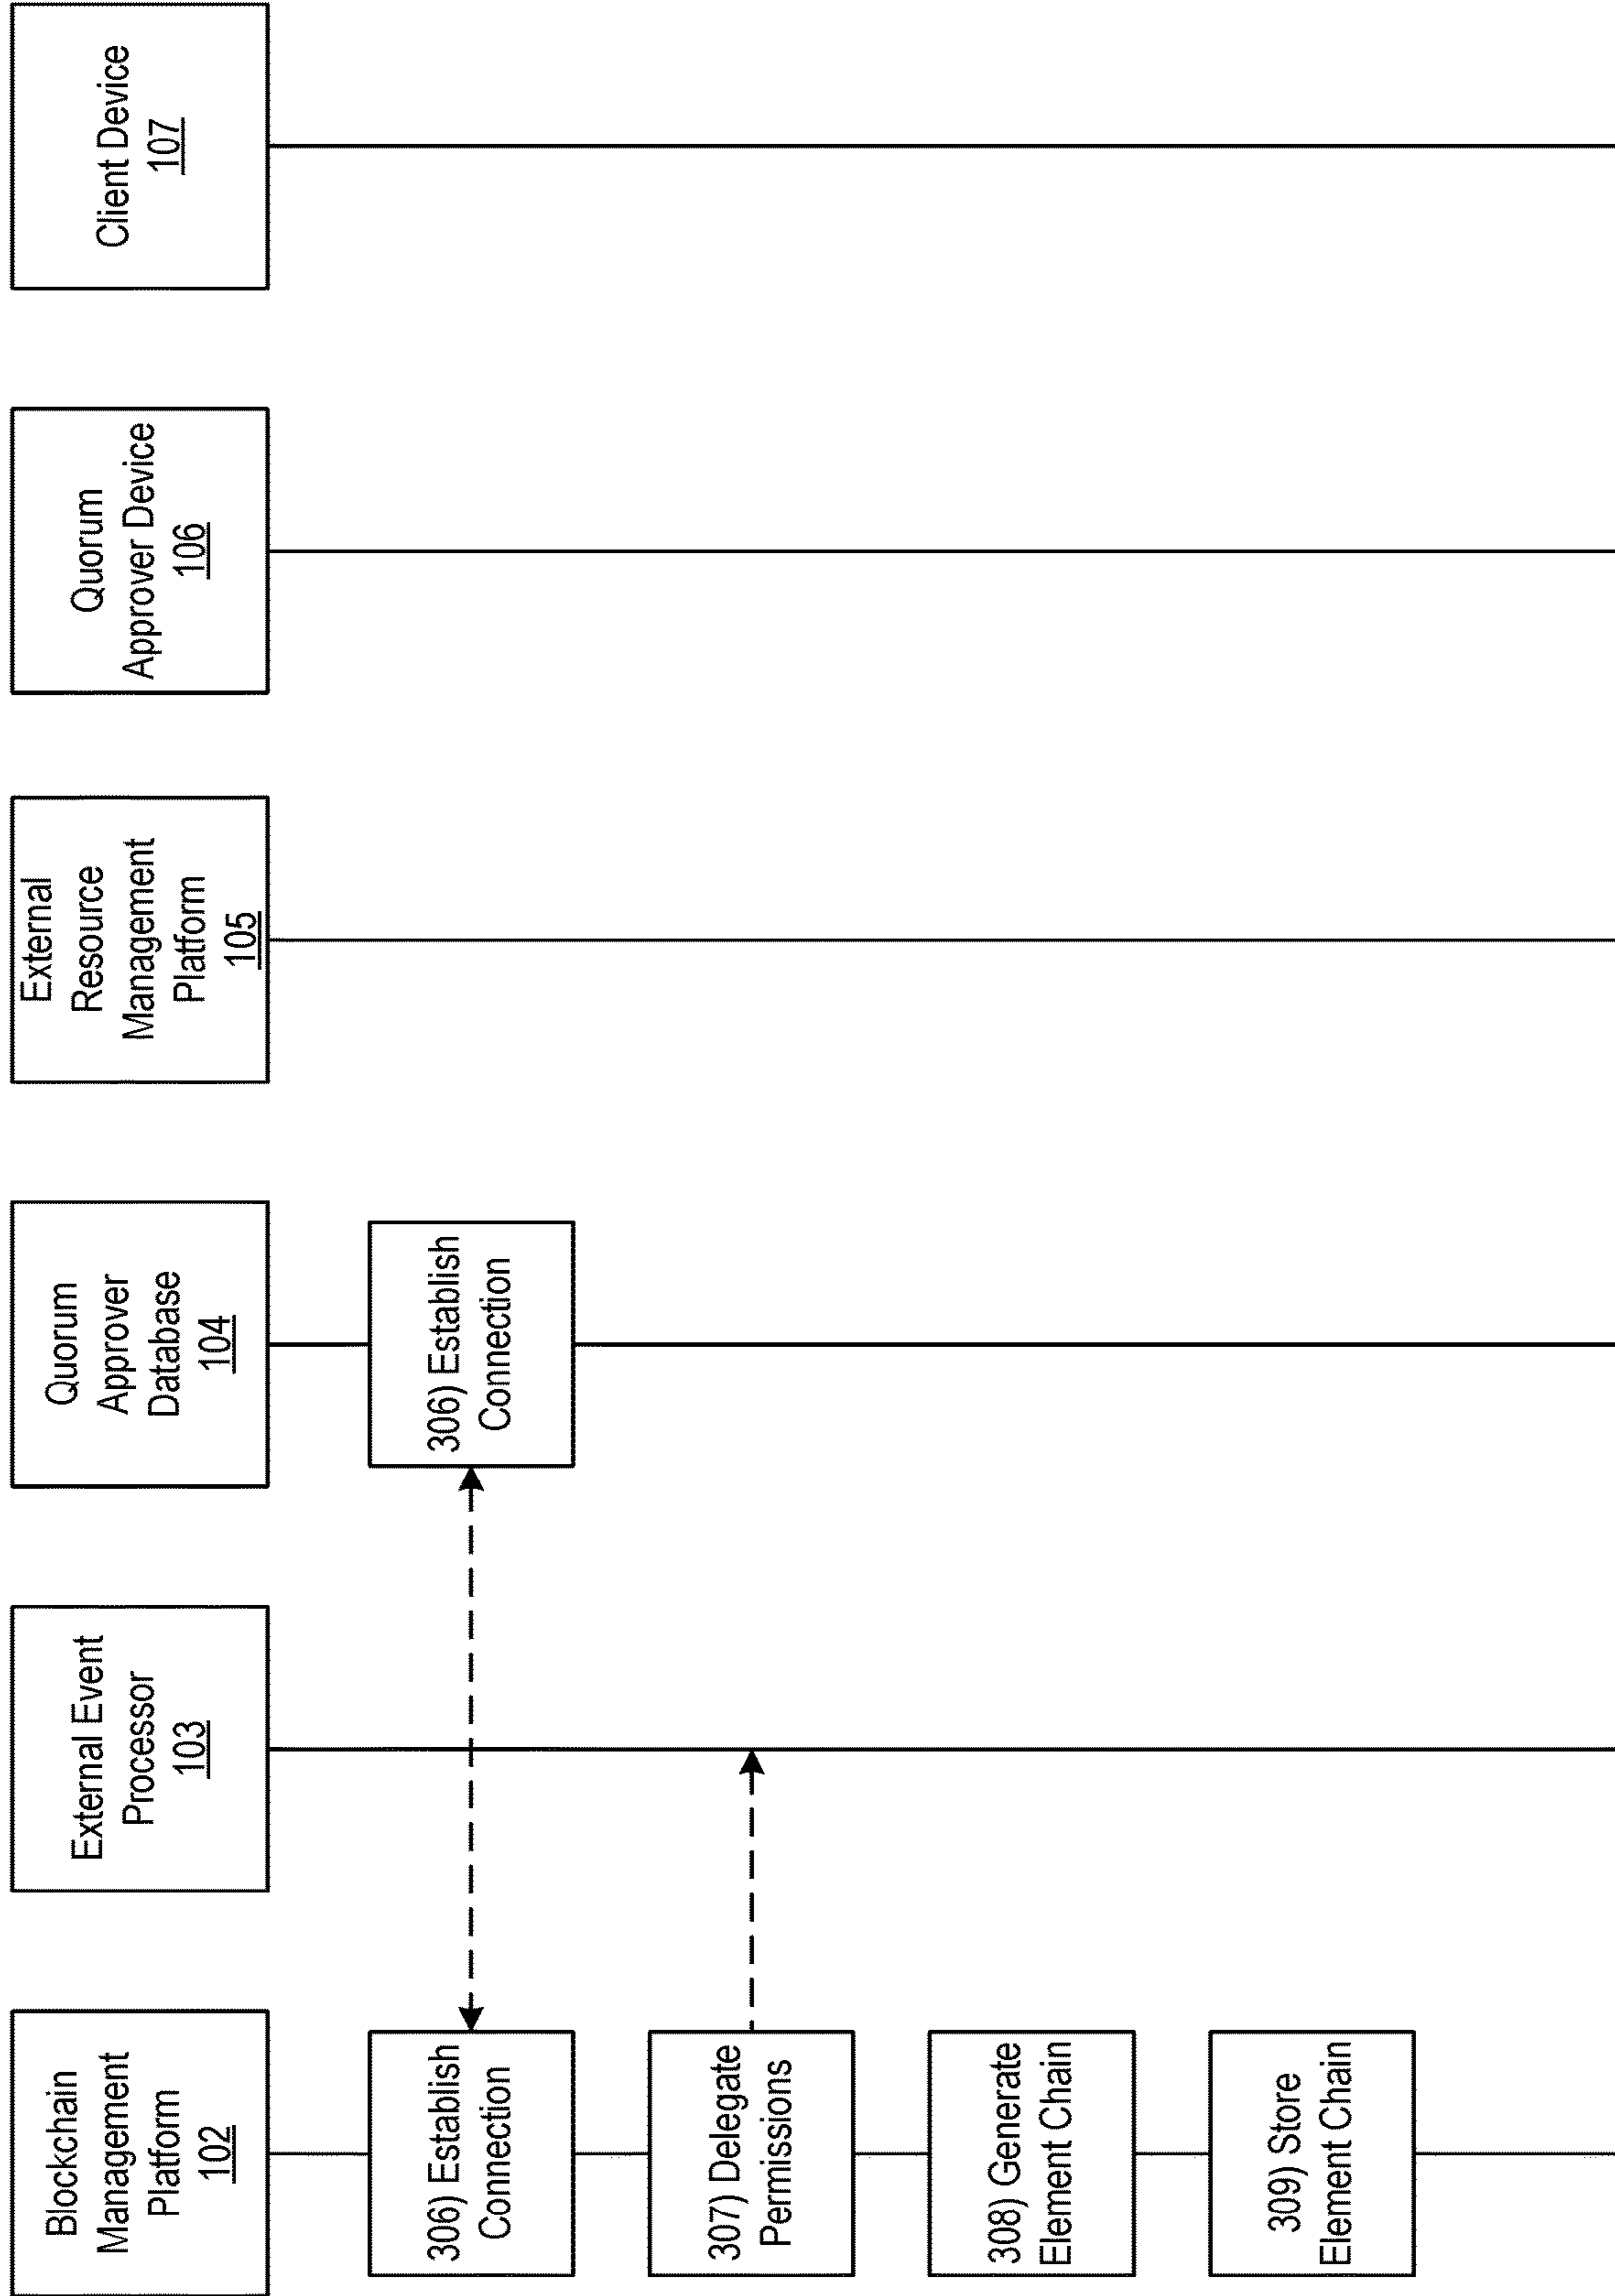 Blockchain
Management
Platform
102
External Event
Processor
103
Quorum
Approver
Database
104
External
Resource
Management
Platform
105
Quorum
Approver Device
106
Client Device
107
306) Establish
Connection
306) Establish
Connection
307) Delegate
Permissions
308) Generate
Element Chain
309) Store
Element Chain